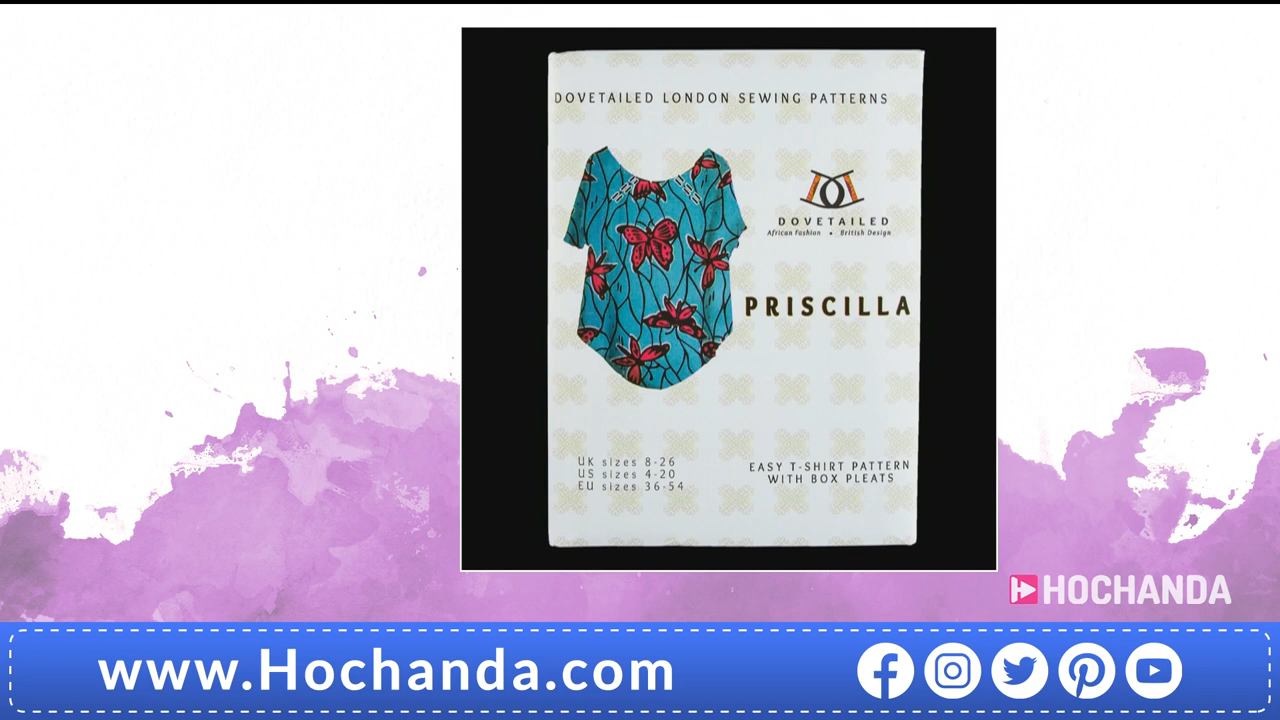 DOVETAILED LONDON SEWING PATTERNS
DOVETAILED
African Fashion • British Design
PRISCILLA
UK sizes 8-26
US sizes 4-20
EU sizes 36-54
EASY T-SHIRT PATTERN
WITH BOX PLEATS
HOCHANDA
www.Hochanda.com